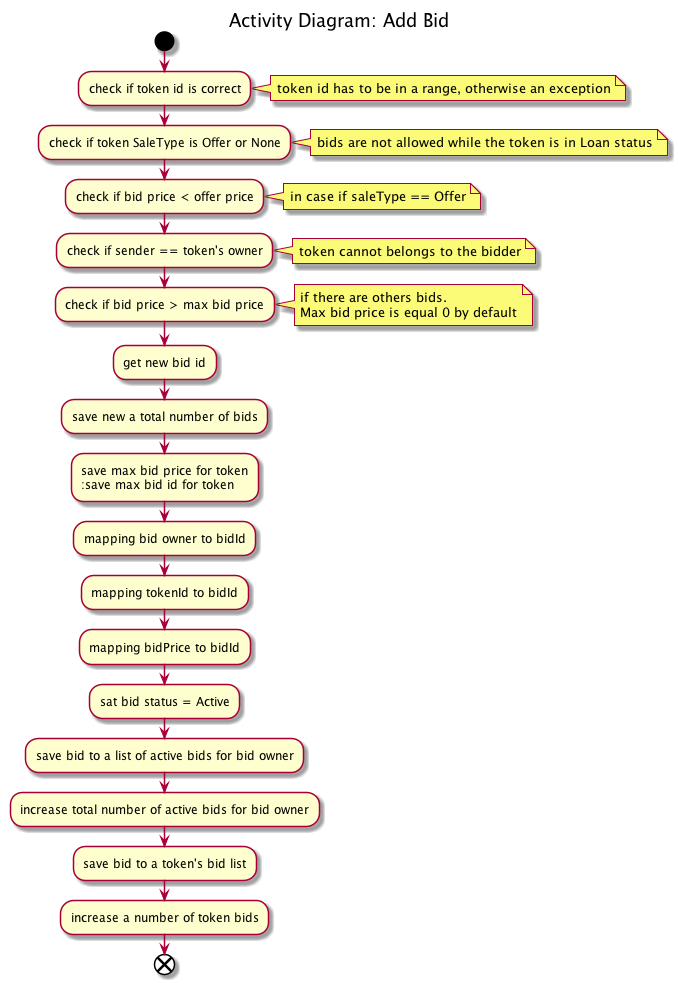 Activity Diagram: Add Bid
check if token id is correct
token id has to be in a range, otherwise an exception
check if token SaleType is Offer or None
bids are not allowed while the token is in Loan status
check if bid price < offer price
in case if saleType == Offer
check if sender == token's owner
token cannot belongs to the bidder
check if bid price > max bid price
if there are others bids.
Max bid price is equal 0 by default
get new bid id
save new a total number of bids
save max bid price for token
:save max bid id for token
mapping bid owner to bidId
mapping tokenId to bidId
mapping bidPrice to bidId
sat bid status = Active
save bid to a list of active bids for bid owner
increase total number of active bids for bid owner
save bid to a token's bid list
increase a number of token bids